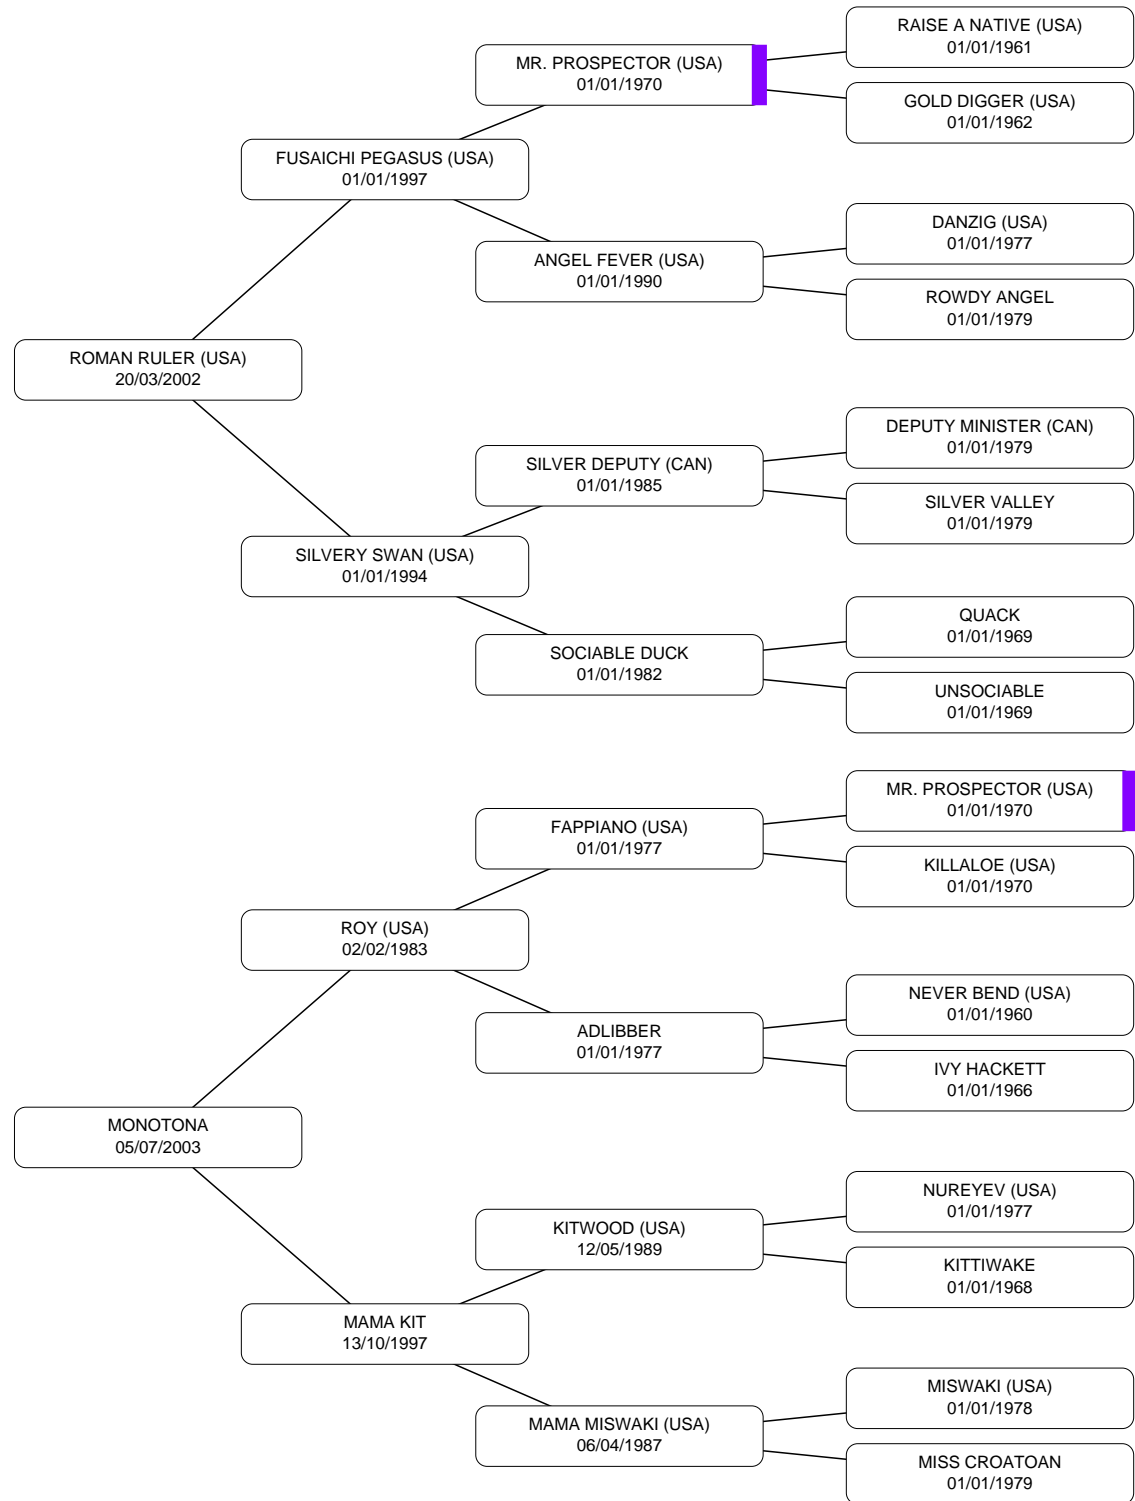 RAISE A NATIVE (USA)
01/01/1961
MR. PROSPECTOR (USA)
01/01/1970
GOLD DIGGER (USA)
01/01/1962
FUSAICHI PEGASUS (USA)
01/01/1997
DANZIG (USA)
01/01/1977
ANGEL FEVER (USA)
01/01/1990
ROWDY ANGEL
01/01/1979
ROMAN RULER (USA)
20/03/2002
DEPUTY MINISTER (CAN)
01/01/1979
SILVER DEPUTY (CAN)
01/01/1985
SILVER VALLEY
01/01/1979
SILVERY SWAN (USA)
01/01/1994
QUACK
01/01/1969
SOCIABLE DUCK
01/01/1982
UNSOCIABLE
01/01/1969
MR. PROSPECTOR (USA)
01/01/1970
FAPPIANO (USA)
01/01/1977
KILLALOE (USA)
01/01/1970
ROY (USA)
02/02/1983
NEVER BEND (USA)
01/01/1960
ADLIBBER
01/01/1977
IVY HACKETT
01/01/1966
MONOTONA
05/07/2003
NUREYEV (USA)
01/01/1977
KITWOOD (USA)
12/05/1989
KITTIWAKE
01/01/1968
MAMA KIT
13/10/1997
MISWAKI (USA)
01/01/1978
MAMA MISWAKI (USA)
06/04/1987
MISS CROATOAN
01/01/1979